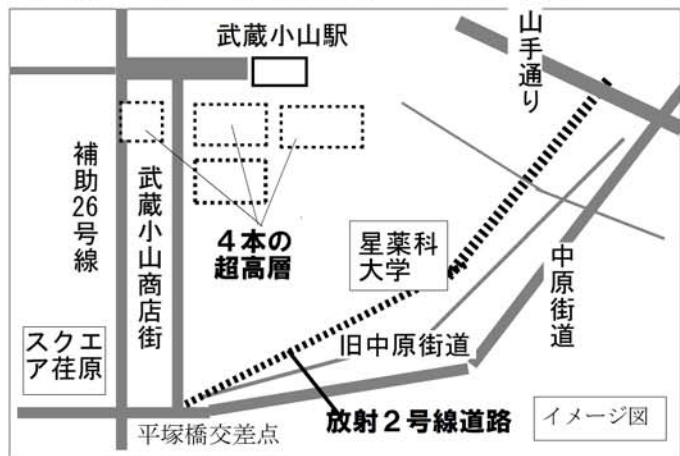 武蔵小山駅
山手通り
補助26号線
武蔵小山商店街
4本の
超高層
星薬科
大学
中原街道
スクエ
ア荏原
旧中原街道
放射２号線道路
イメージ図
平塚橋交差点